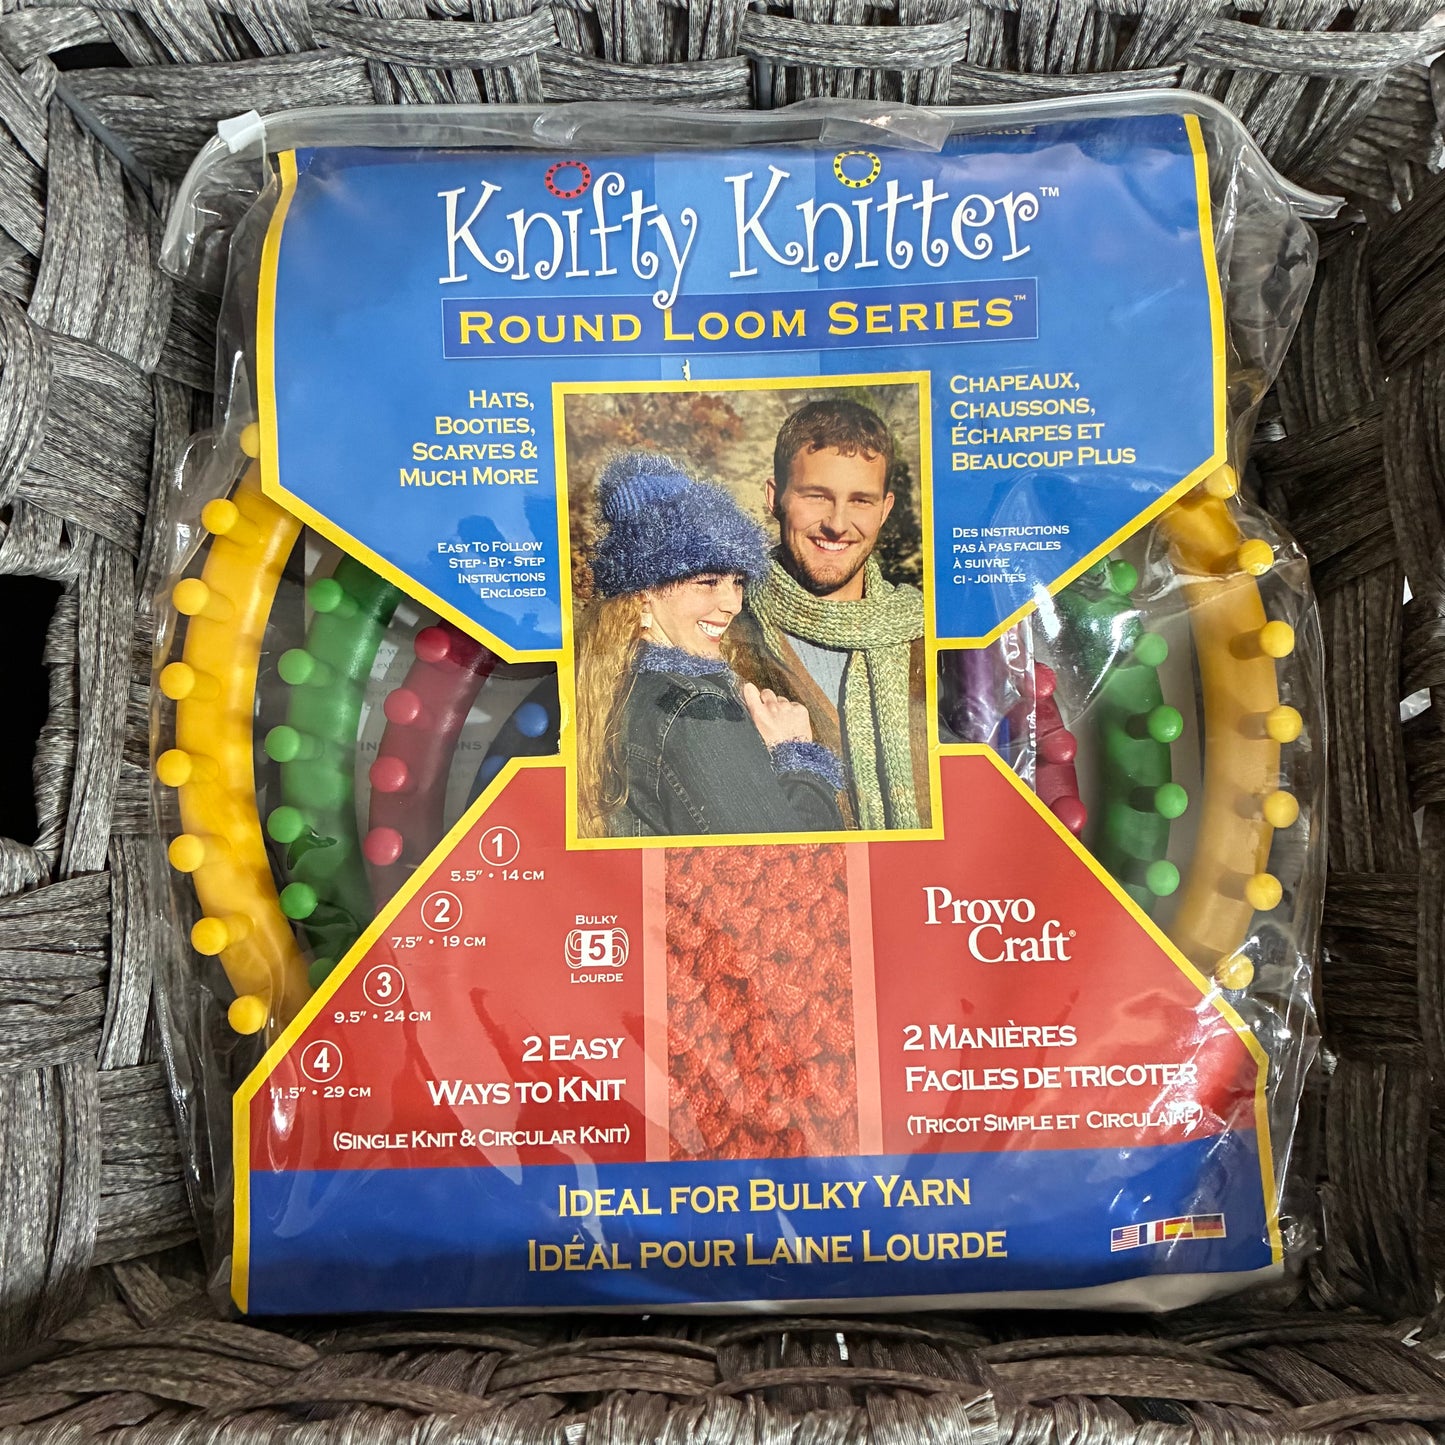 Knifty Knitter™
ROUND LOOM SERIES™
HATS,
BOOTIES,
SCARVES &
MUCH MORE
CHAPEAUX,
CHAUSSONS,
ÉCHARPES ET
BEAUCOUP PLUS
EASY TO FOLLOW
STEP-BY-STEP
INSTRUCTIONS
ENCLOSED
DES INSTRUCTIONS
PAS À PAS FACILES
À SUIVRE
CI-JOINTES
1
5.5" • 14 CM
2
7.5" • 19 CM
3
9.5" • 24 CM
4
11.5" • 29 CM
BULKY
5
LOURDE
Provo
Craft®
2 EASY
WAYS TO KNIT
(SINGLE KNIT & CIRCULAR KNIT)
2 MANIÈRES
FACILES DE TRICOTER
(TRICOT SIMPLE ET CIRCULAIRE)
IDEAL FOR BULKY YARN
IDÉAL POUR LAINE LOURDE